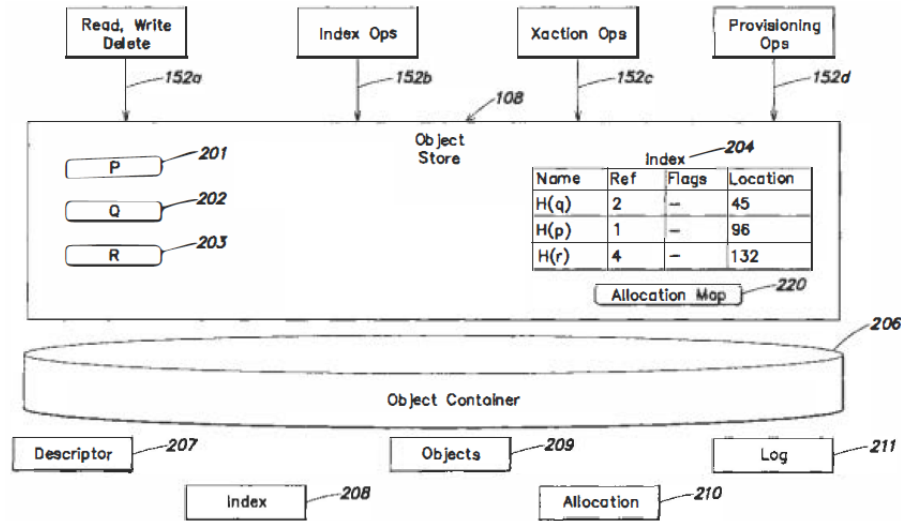 Read, Write
Delete
Index Ops
Xaction Ops
Provisioning
Ops
152a
152b
152c
152d
108
Object
Store
P
201
Q
202
R
203
Index
204
Name Ref Flags Location
H(q) 2 – 45
H(p) 1 – 96
H(r) 4 – 132
Allocation Map
220
206
Object Container
Descriptor
207
Objects
209
Log
211
Index
208
Allocation
210